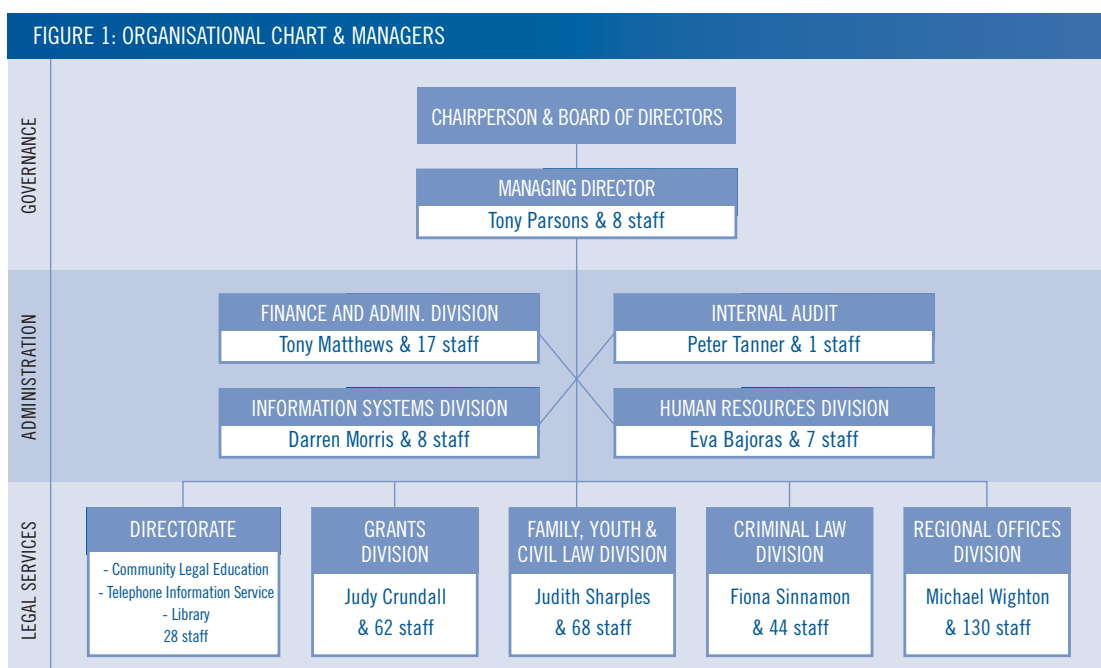 FIGURE 1: ORGANISATIONAL CHART & MANAGERS
GOVERNANCE
CHAIRPERSON & BOARD OF DIRECTORS
MANAGING DIRECTOR
Tony Parsons & 8 staff
ADMINISTRATION
FINANCE AND ADMIN. DIVISION
Tony Matthews & 17 staff
INTERNAL AUDIT
Peter Tanner & 1 staff
INFORMATION SYSTEMS DIVISION
Darren Morris & 8 staff
HUMAN RESOURCES DIVISION
Eva Bajoras & 7 staff
LEGAL SERVICES
DIRECTORATE
- Community Legal Education
- Telephone Information Service
- Library
28 staff
GRANTS
DIVISION
Judy Crundall
& 62 staff
FAMILY, YOUTH &
CIVIL LAW DIVISION
Judith Sharples
& 68 staff
CRIMINAL LAW
DIVISION
Fiona Sinnamon
& 44 staff
REGIONAL OFFICES
DIVISION
Michael Wighton
& 130 staff